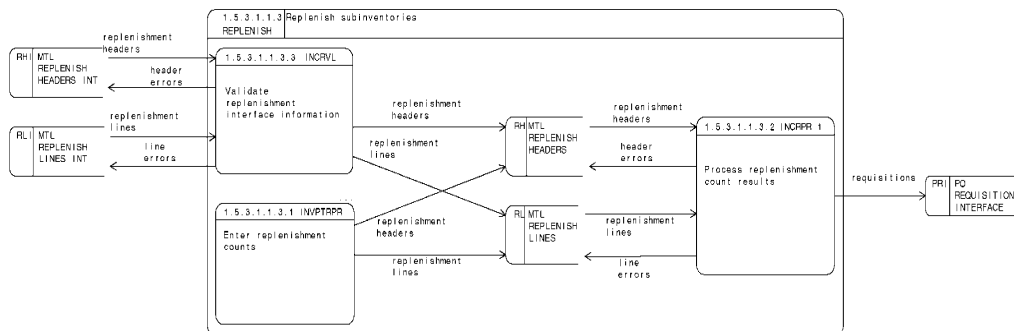 1.5.3.1.1.3 Replenish subinventories
REPLENISH
replenishment
headers
RHI MTL
REPLENISH
HEADERS INT
header
errors
1.5.3.1.1.3.3 INCRVL
Validate
replenishment
interface information
replenishment
lines
RLI MTL
REPLENISH
LINES INT
line
errors
replenishment
headers
replenishment
lines
RH MTL
REPLENISH
HEADERS
replenishment
headers
header
errors
1.5.3.1.1.3.2 INCRPR 1
Process replenishment
count results
requisitions
PRI PO
REQUISITION
INTERFACE
1.5.3.1.1.3.1 INVPTRPR
Enter replenishment
counts
replenishment
headers
replenishment
lines
RL MTL
REPLENISH
LINES
replenishment
lines
line
errors